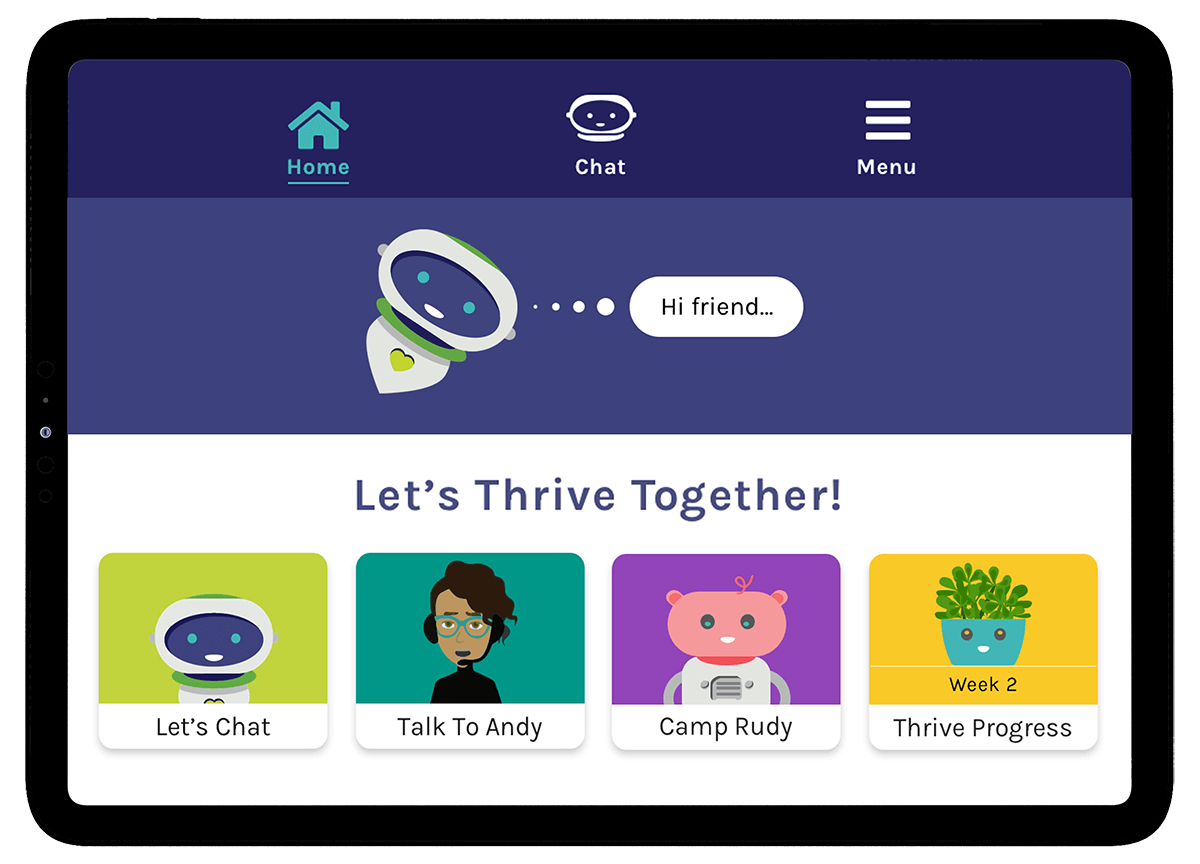 Home
Chat
Menu
Hi friend...
Let’s Thrive Together!
Let’s Chat
Talk To Andy
Camp Rudy
Week 2
Thrive Progress